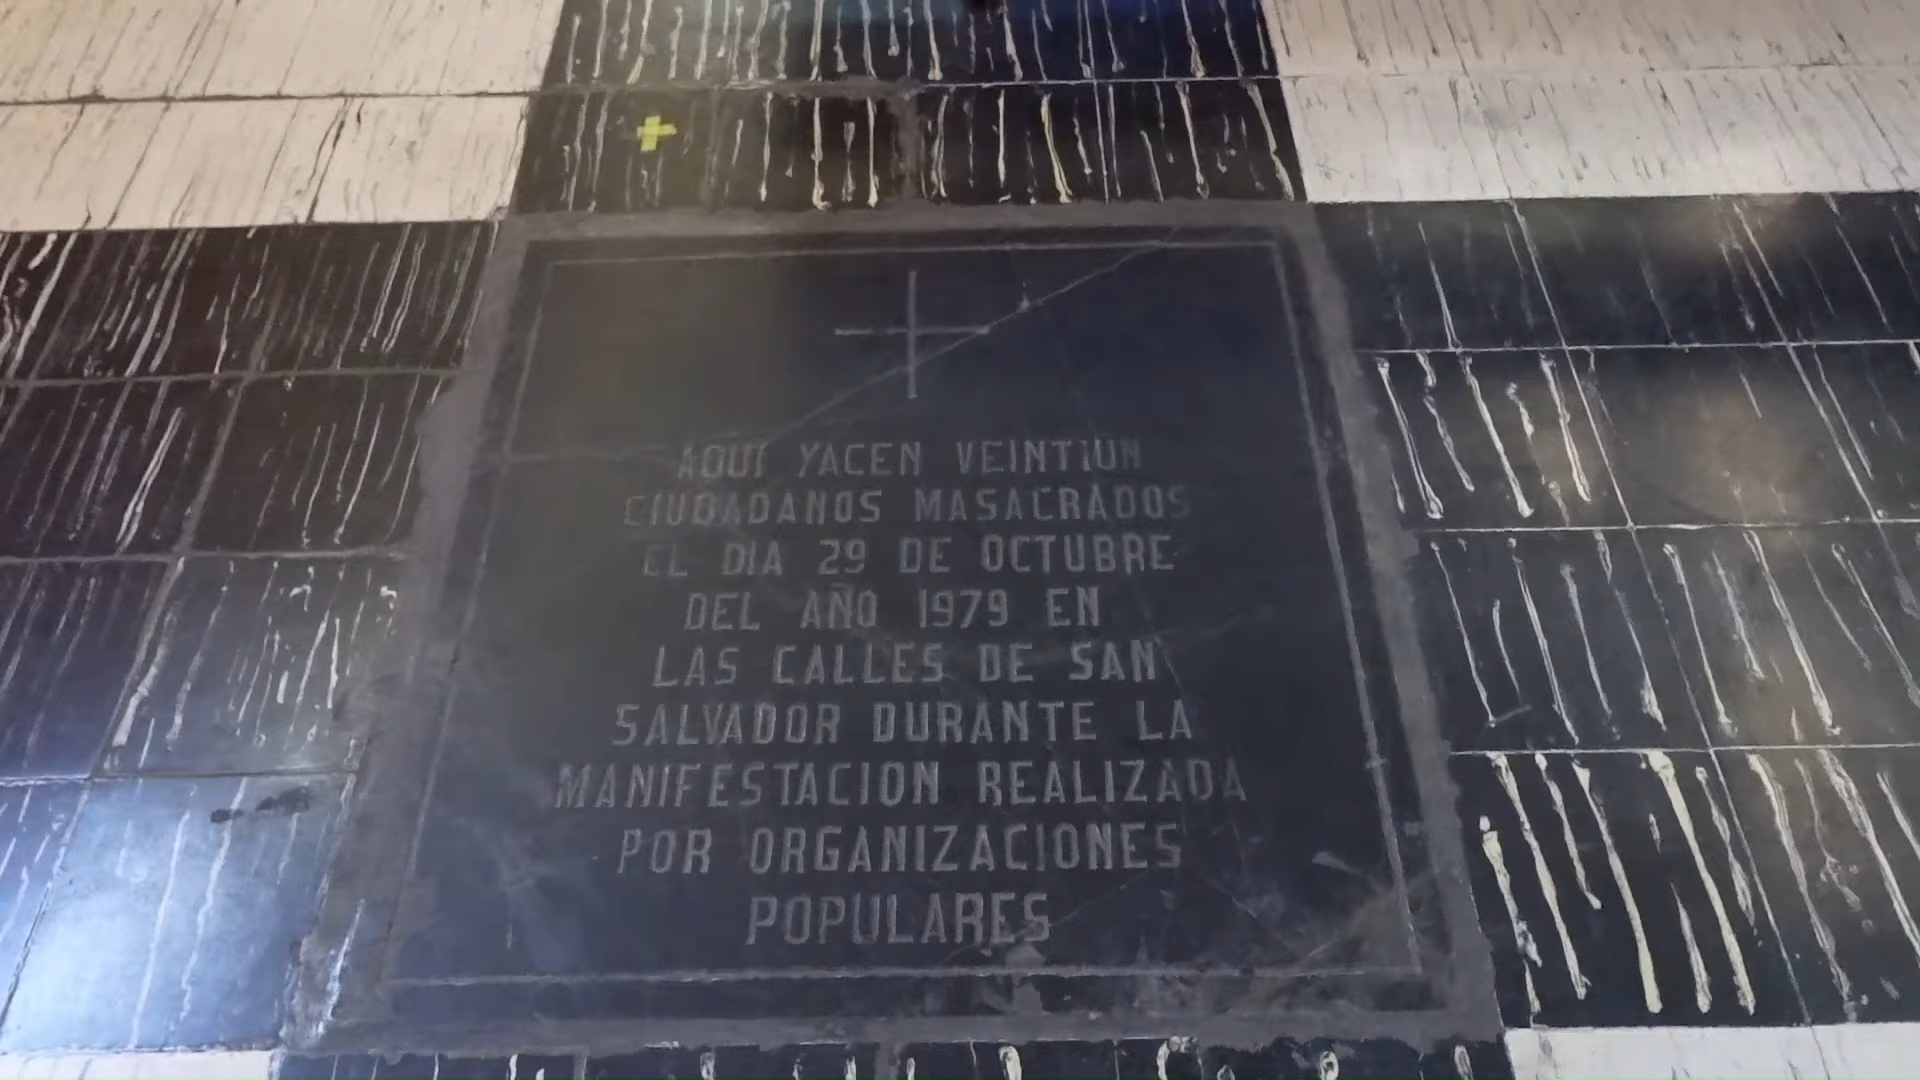 AQUI YACEN VEINTIUN
CIUDADANOS MASACRADOS
EL DIA 29 DE OCTUBRE
DEL AÑO 1979 EN
LAS CALLES DE SAN
SALVADOR DURANTE LA
MANIFESTACION REALIZADA
POR ORGANIZACIONES
POPULARES